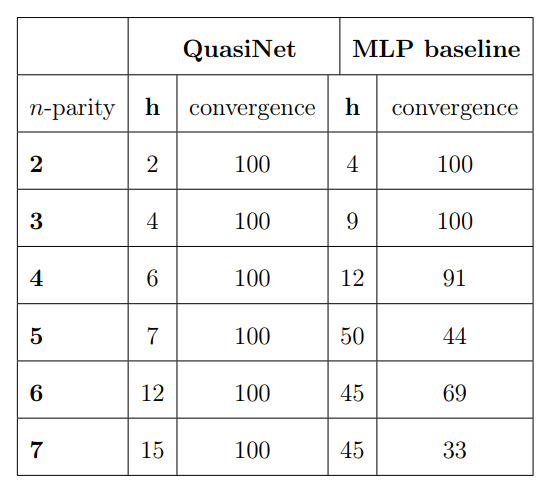 QuasiNet MLP baseline
n-parity h convergence h convergence
2 2 100 4 100
3 4 100 9 100
4 6 100 12 91
5 7 100 50 44
6 12 100 45 69
7 15 100 45 33